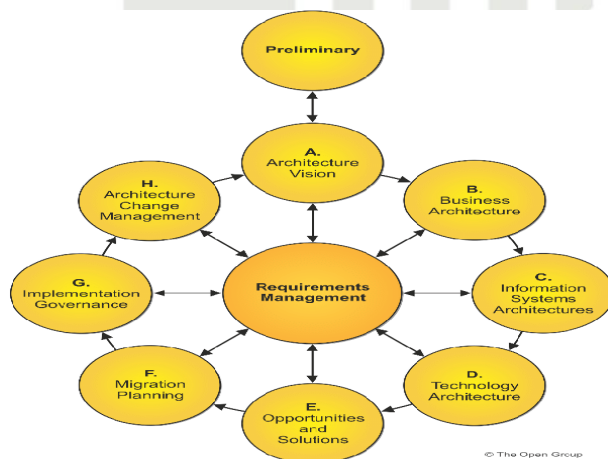 Preliminary
A.
Architecture
Vision
B.
Business
Architecture
C.
Information
Systems
Architectures
D.
Technology
Architecture
E.
Opportunities
and
Solutions
F.
Migration
Planning
G.
Implementation
Governance
H.
Architecture
Change
Management
Requirements
Management
© The Open Group